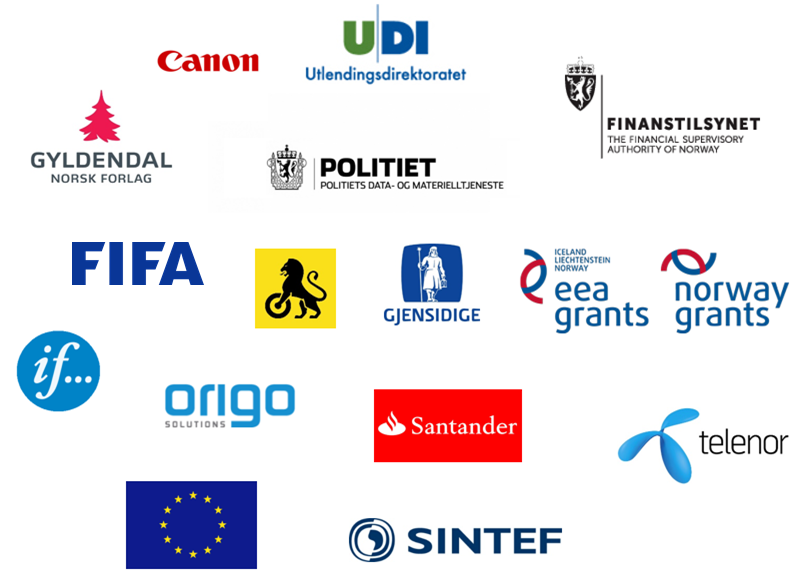 Canon
UDI
Utlendingsdirektoratet
FINANSTILSYNET
THE FINANCIAL SUPERVISORY
AUTHORITY OF NORWAY
GYLDENDAL
NORSK FORLAG
POLITIET
POLITIETS DATA- OG MATERIELLTJENESTE
FIFA
GJENSIDIGE
ICELAND
LIECHTENSTEIN
NORWAY
eea
grants
norway
grants
if...
origo
SOLUTIONS
Santander
telenor
SINTEF